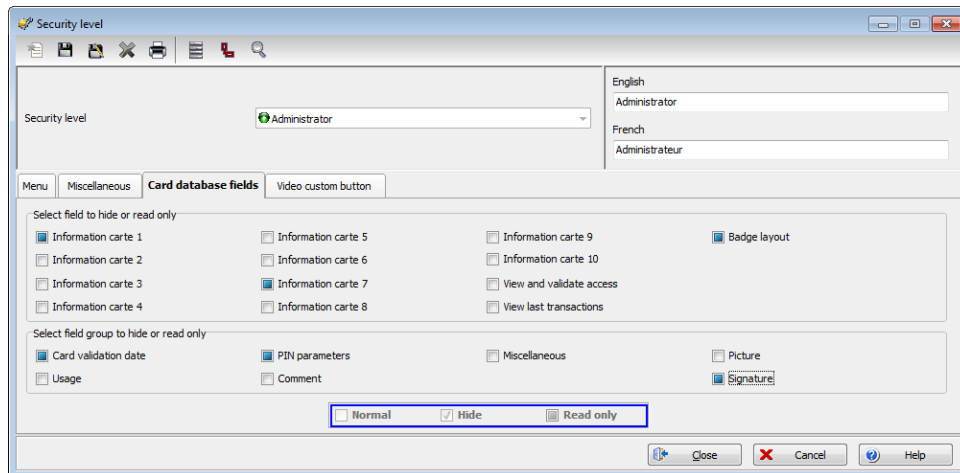 Security level
English
Administrator
Security level
Administrator
French
Administrateur
Menu
Miscellaneous
Card database fields
Video custom button
Select field to hide or read only
Information carte 1
Information carte 5
Information carte 9
Badge layout
Information carte 2
Information carte 6
Information carte 10
Information carte 3
Information carte 7
View and validate access
Information carte 4
Information carte 8
View last transactions
Select field group to hide or read only
Card validation date
PIN parameters
Miscellaneous
Picture
Usage
Comment
Signature
Normal
Hide
Read only
Close
Cancel
Help